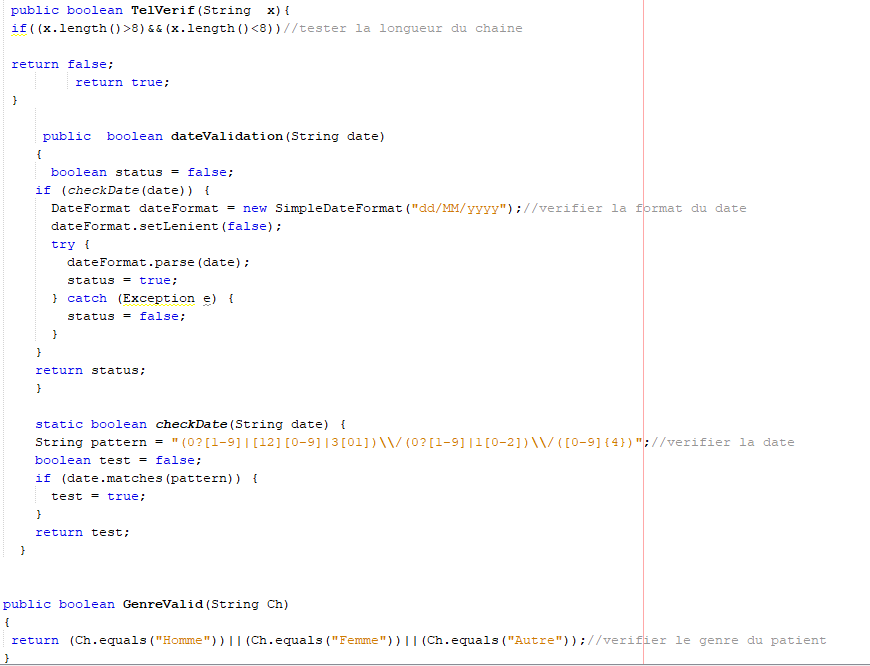 public boolean TelVerif(String  x){
if((x.length()>8)&&(x.length()<8))//tester la longueur du chaine
return false;
return true;
}
public  boolean dateValidation(String date)
{
boolean status = false;
if (checkDate(date)) {
DateFormat dateFormat = new SimpleDateFormat("dd/MM/yyyy");//verifier la format du date
dateFormat.setLenient(false);
try {
dateFormat.parse(date);
status = true;
} catch (Exception e) {
status = false;
}
}
return status;
}
static boolean checkDate(String date) {
String pattern = "(0?[1-9]|[12][0-9]|3[01])\\/(0?[1-9]|1[0-2])\\/([0-9]{4})";//verifier la date
boolean test = false;
if (date.matches(pattern)) {
test = true;
}
return test;
}
public boolean GenreValid(String Ch)
{
return (Ch.equals("Homme"))||(Ch.equals("Femme"))||(Ch.equals("Autre"));//verifier le genre du patient
}